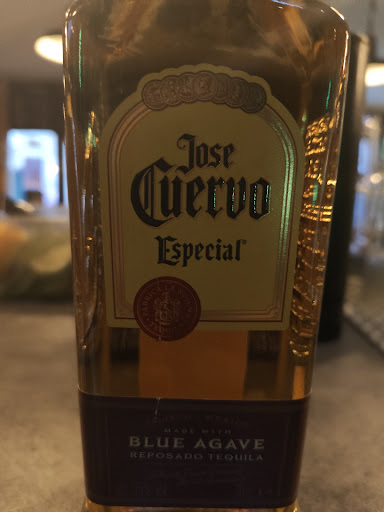 Jose
Cuervo
Especial
MADE WITH
BLUE AGAVE
REPOSADO TEQUILA